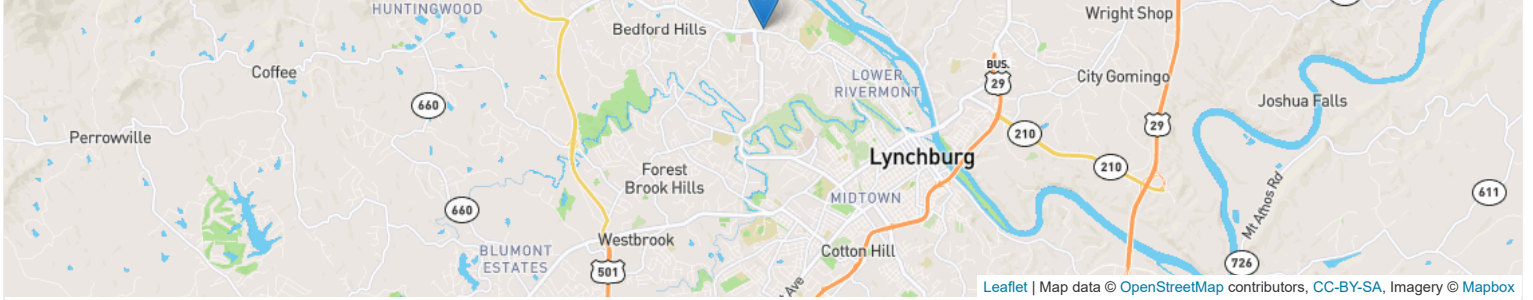 HUNTINGWOOD
Bedford Hills
Wright Shop
Coffee
BUS.
29
LOWER
RIVERMONT
City Gomingo
660
Joshua Falls
Perrowville
210
29
Lynchburg
210
Forest
Brook Hills
MIDTOWN
611
660
Mt Athos Rd
Westbrook
BLUMONT
ESTATES
Cotton Hill
501
726
t Ave
Leaflet | Map data © OpenStreetMap contributors, CC-BY-SA, Imagery © Mapbox